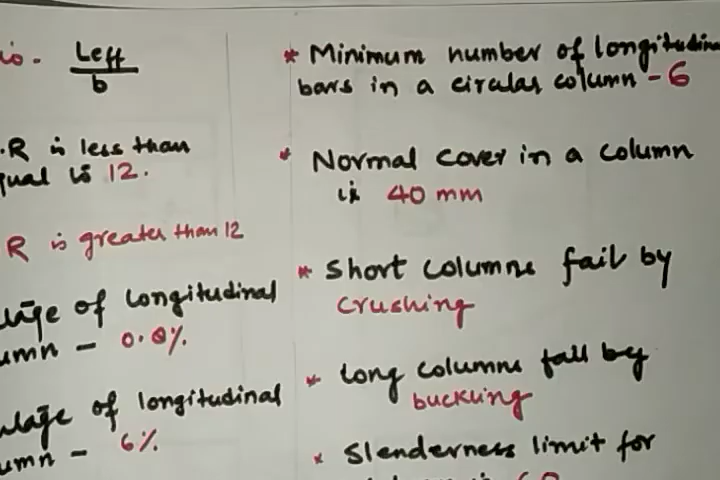 io. Leff
b
R is less than
qual is 12.
R is greater than 12
of longitudinal
umn - 0.8%
of longitudinal
umn - 6%
* Minimum number of longitudina
bars in a circular column - 6
* Normal cover in a column
is 40 mm
* Short columns fail by
crushing
* Long columns fail by
buckling
* Slenderness limit for